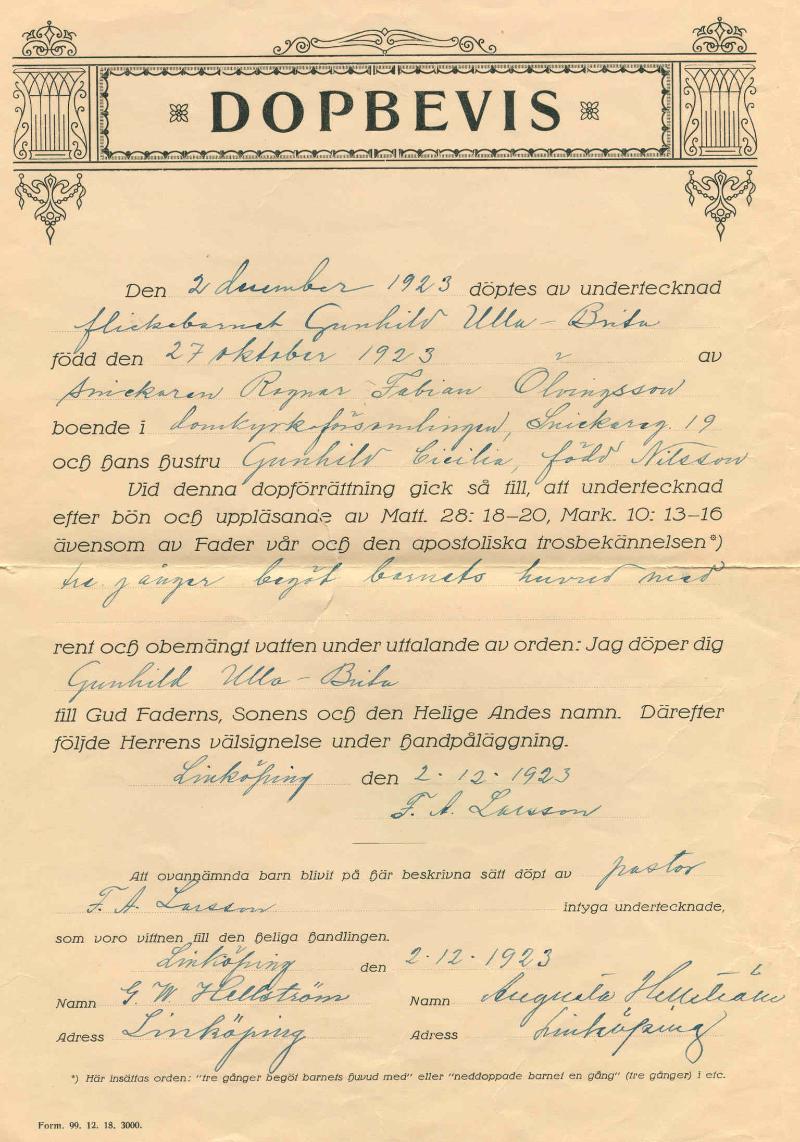 DOPBEVIS
Den 2 december 1923 döptes av undertecknad
flickebarnet Gunhild Ulla-Brita
född den 27 oktober 1923 " av
snickaren Ragnar Fabian Olvingsson
boende i domkyrkoförsamlingen, Snickareg. 19
och hans hustru Gunhild Cicilia, född Nilsson
Vid denna dopförrättning gick så till, att undertecknad
efter bön och uppläsande av Matt. 28: 18–20, Mark. 10: 13–16
ävensom av Fader vår och den apostoliska trosbekännelsen*)
tre gånger begöt barnets huvud med
rent och obemängt vatten under uttalande av orden: Jag döper dig
Gunhild Ulla-Brita
till Gud Faderns, Sonens och den Helige Andes namn. Därefter
följde Herrens välsignelse under handpåläggning.
Linköping den 2-12-1923
F. A. Larsson
Att ovannämnda barn blivit på här beskrivna sätt döpt av pastor
F. A. Larsson intyga undertecknade,
som voro vittnen till den heliga handlingen.
Linköping den 2-12-1923
Namn G. W. Hellström Namn Augusta Hellström
Adress Linköping Adress Linköping
*) Här insättas orden: "tre gånger begöt barnets huvud med" eller "neddoppade barnet en gång" (tre gånger) i etc.
Form. 99. 12. 18. 3000.